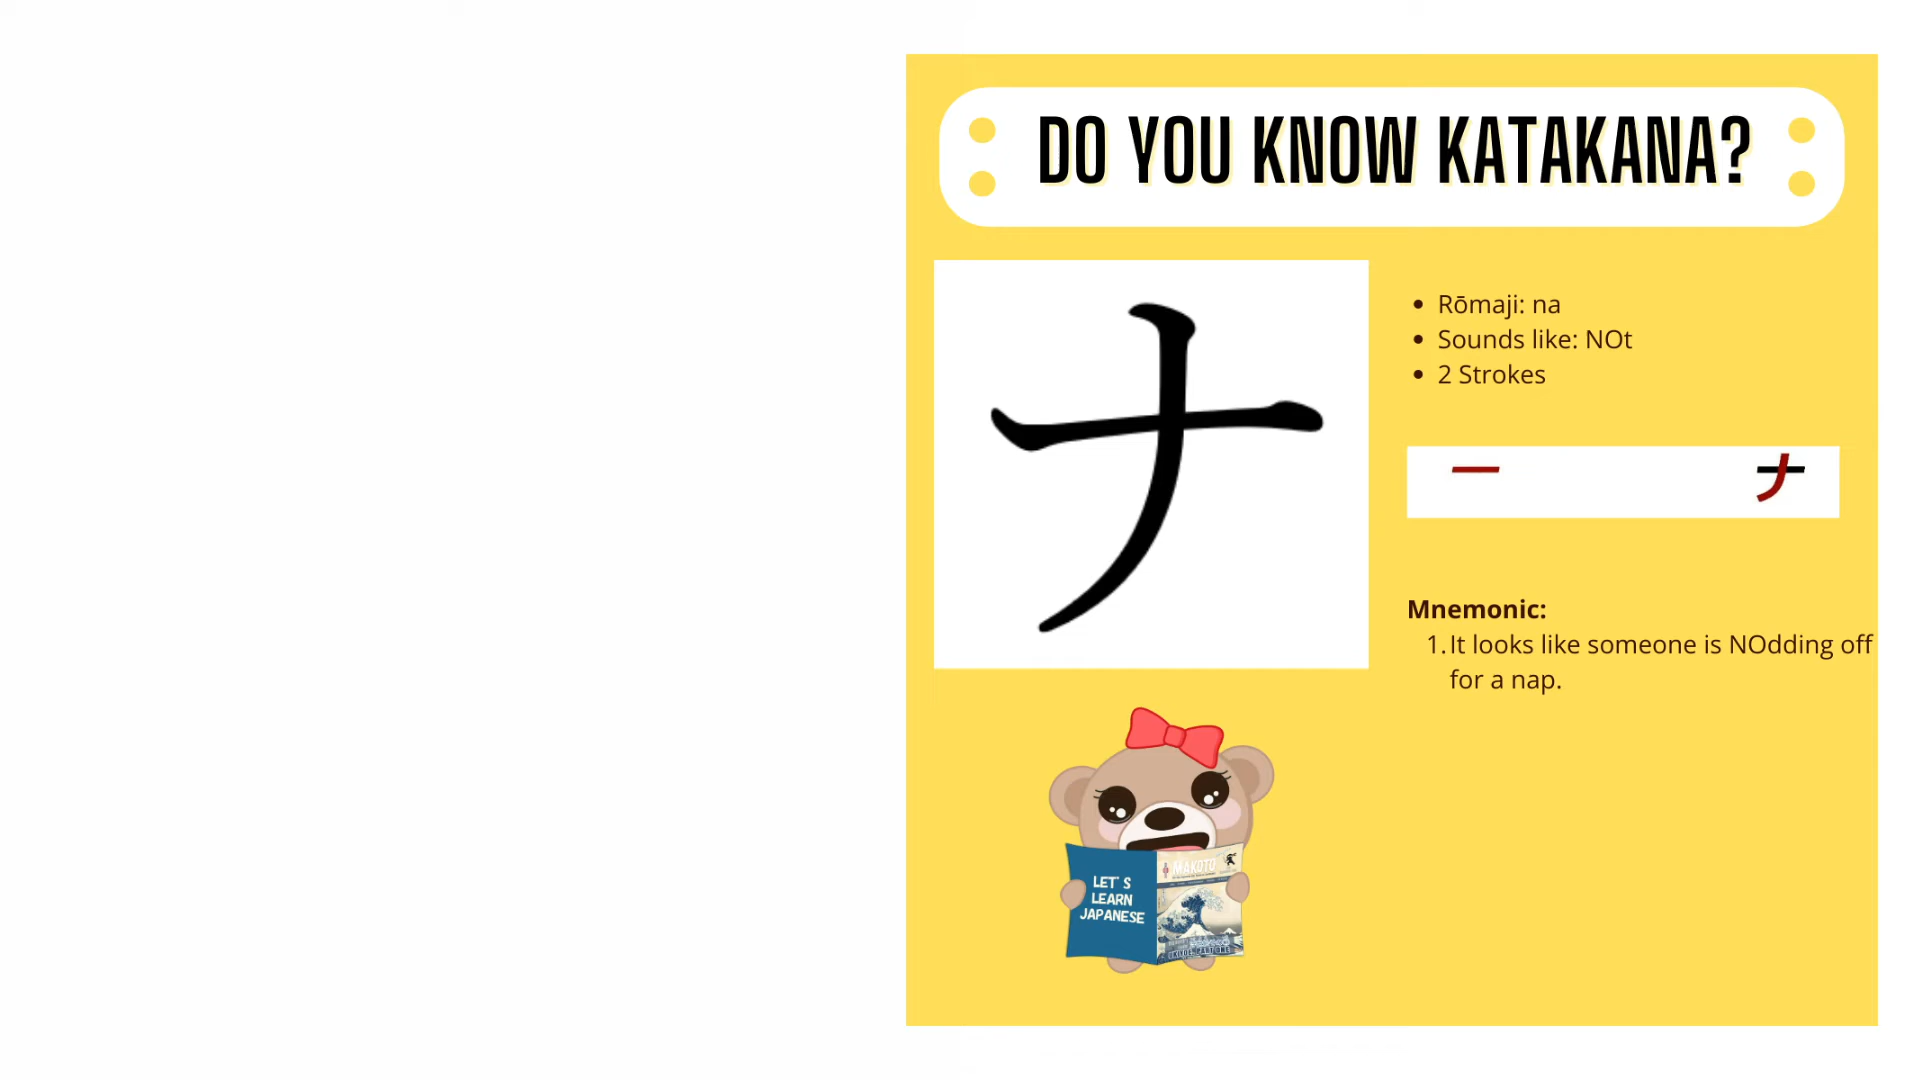 DO YOU KNOW KATAKANA?
ナ
• Rōmaji: na
• Sounds like: NOt
• 2 Strokes
一 ナ
Mnemonic:
1. It looks like someone is NOdding off
for a nap.
LET'S
LEARN
JAPANESE
MAKOTO